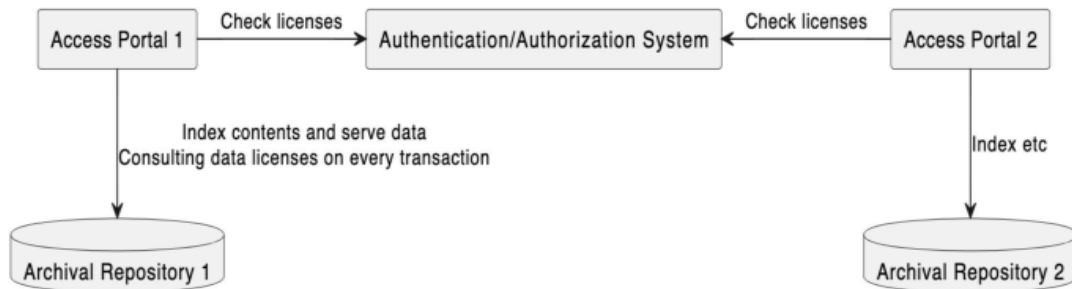 Check licenses
Check licenses
Access Portal 1
Authentication/Authorization System
Access Portal 2
Index contents and serve data
Consulting data licenses on every transaction
Index etc
Archival Repository 1
Archival Repository 2